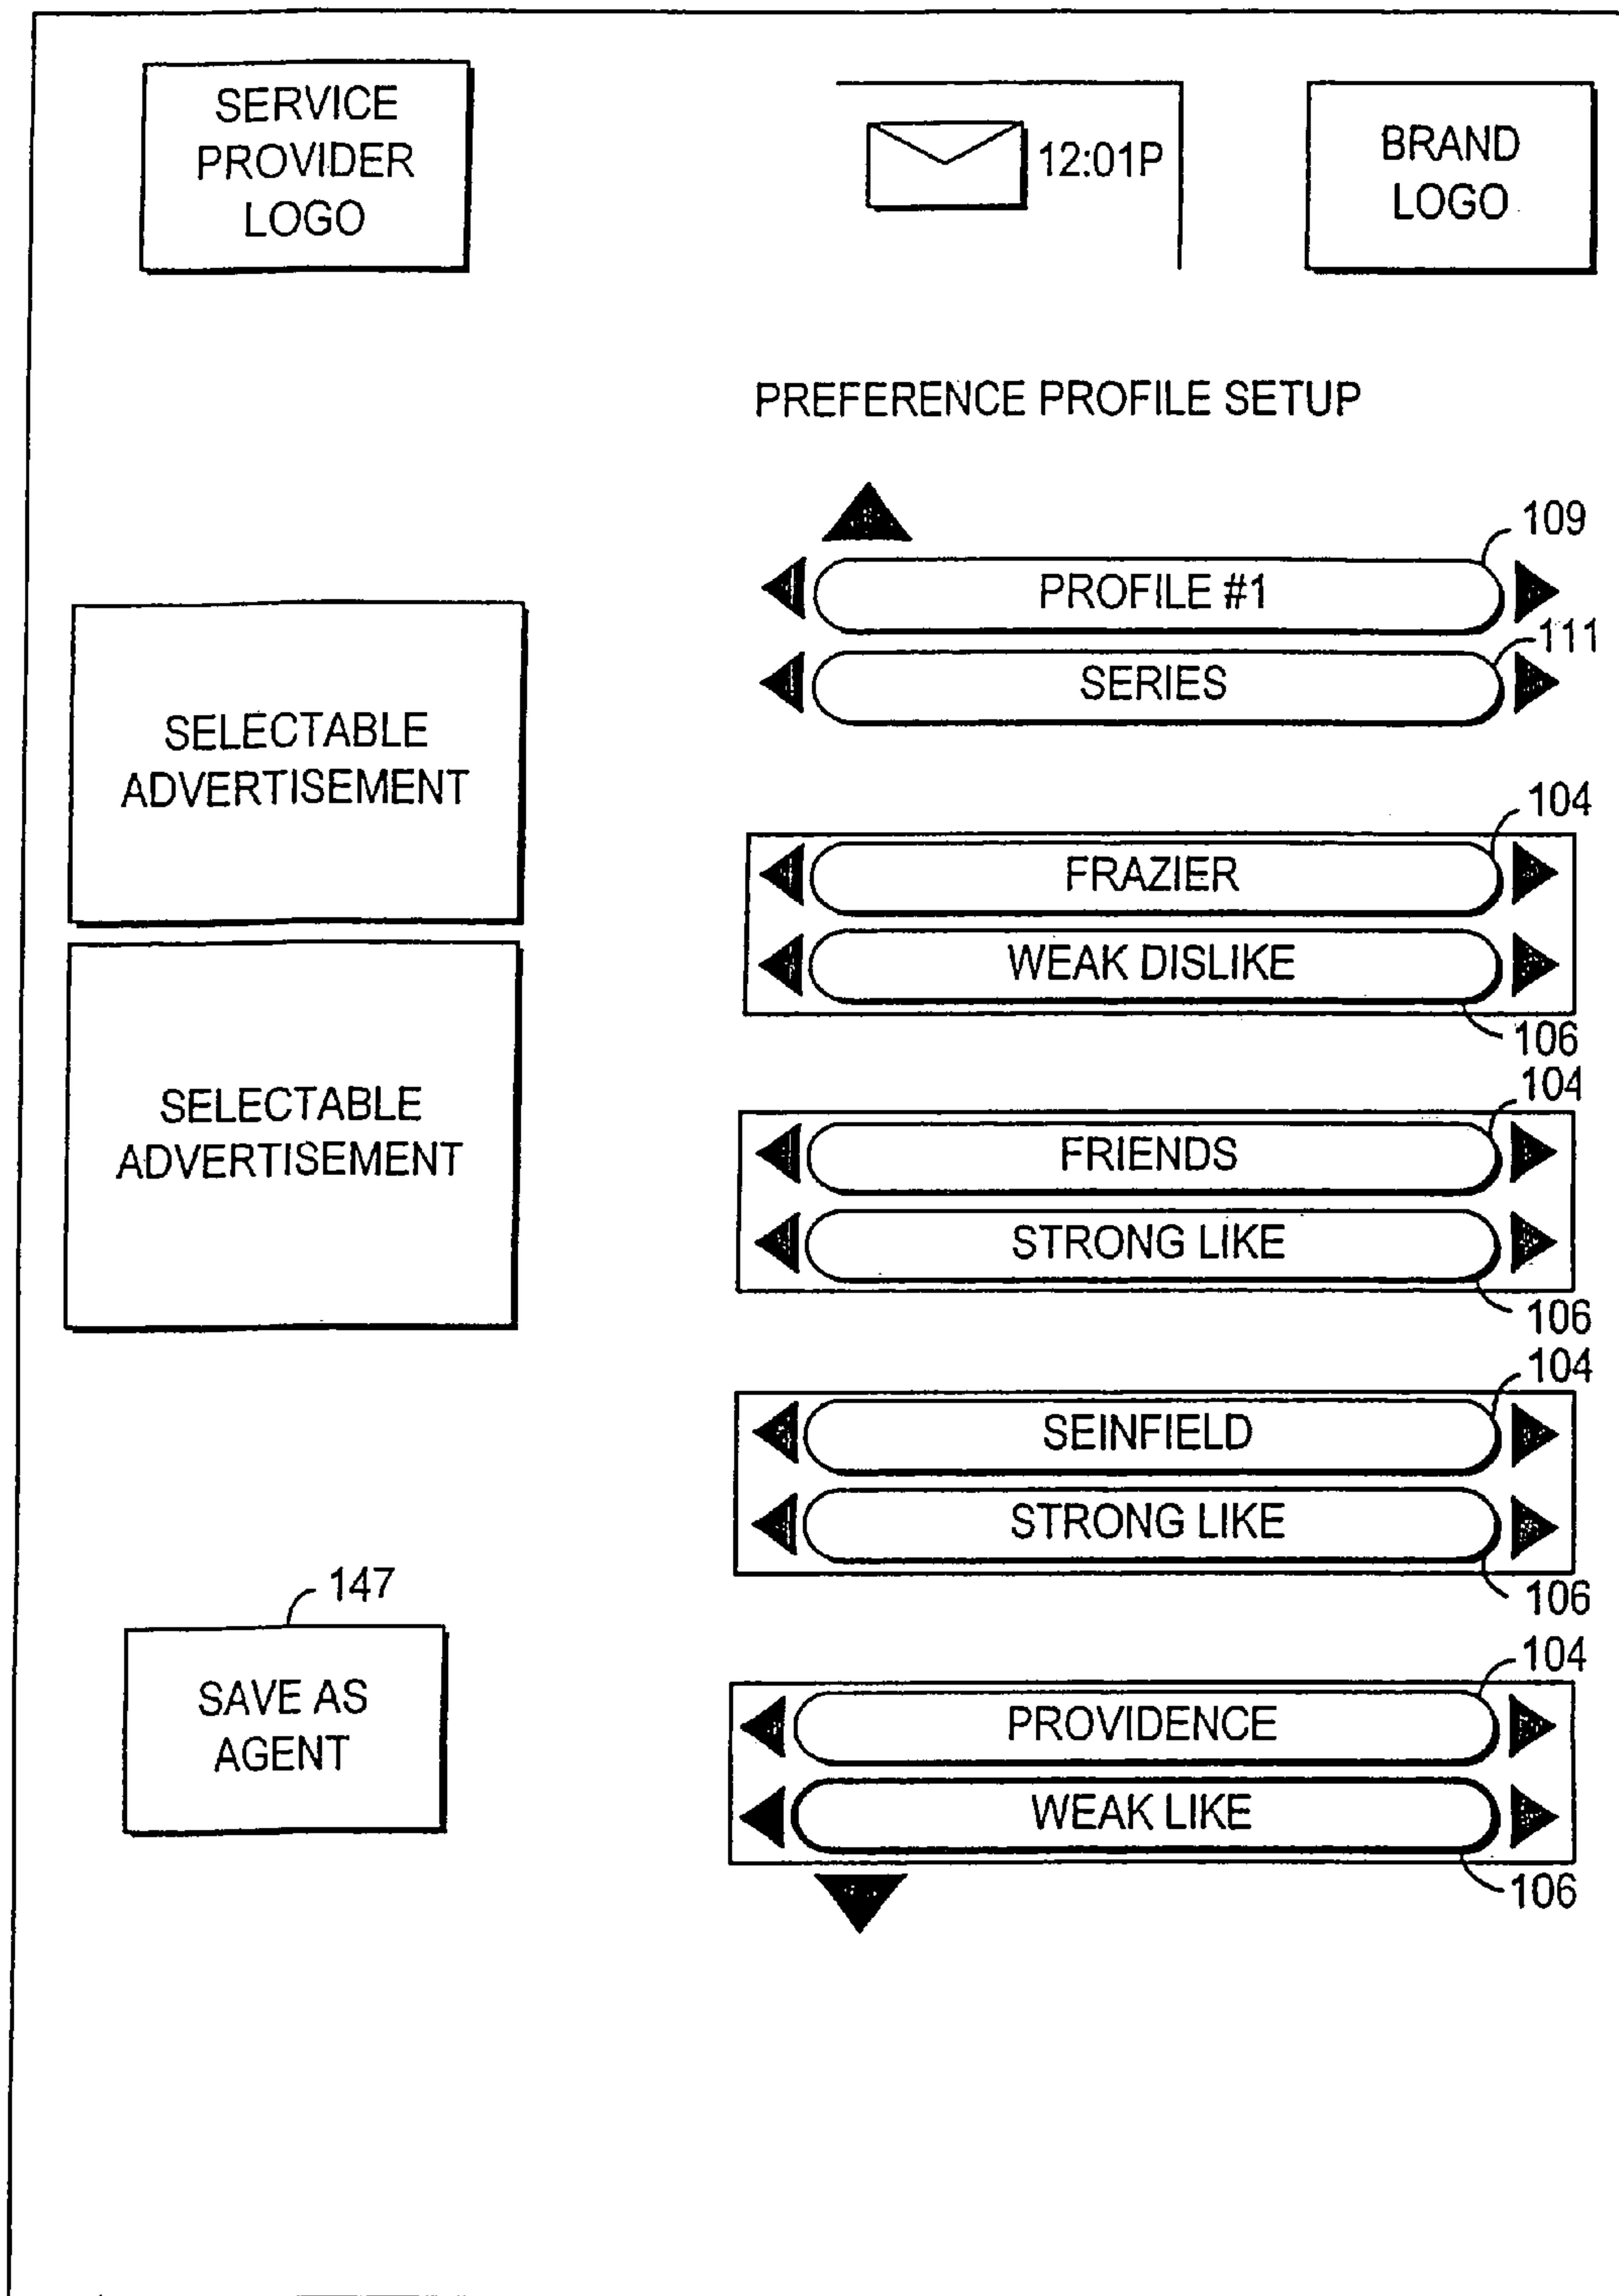 SERVICE
PROVIDER
LOGO
12:01P
BRAND
LOGO
PREFERENCE PROFILE SETUP
109
PROFILE #1
111
SERIES
SELECTABLE
ADVERTISEMENT
104
FRAZIER
WEAK DISLIKE
106
SELECTABLE
ADVERTISEMENT
104
FRIENDS
STRONG LIKE
106
104
SEINFIELD
STRONG LIKE
106
147
SAVE AS
AGENT
104
PROVIDENCE
WEAK LIKE
106